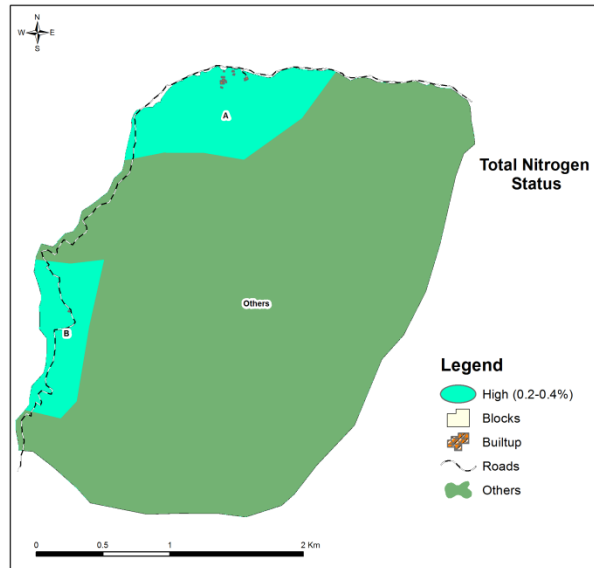 N
W E
S
A
Total Nitrogen
Status
Others
B
Legend
High (0.2-0.4%)
Blocks
Builtup
Roads
Others
0 0.5 1 2 Km